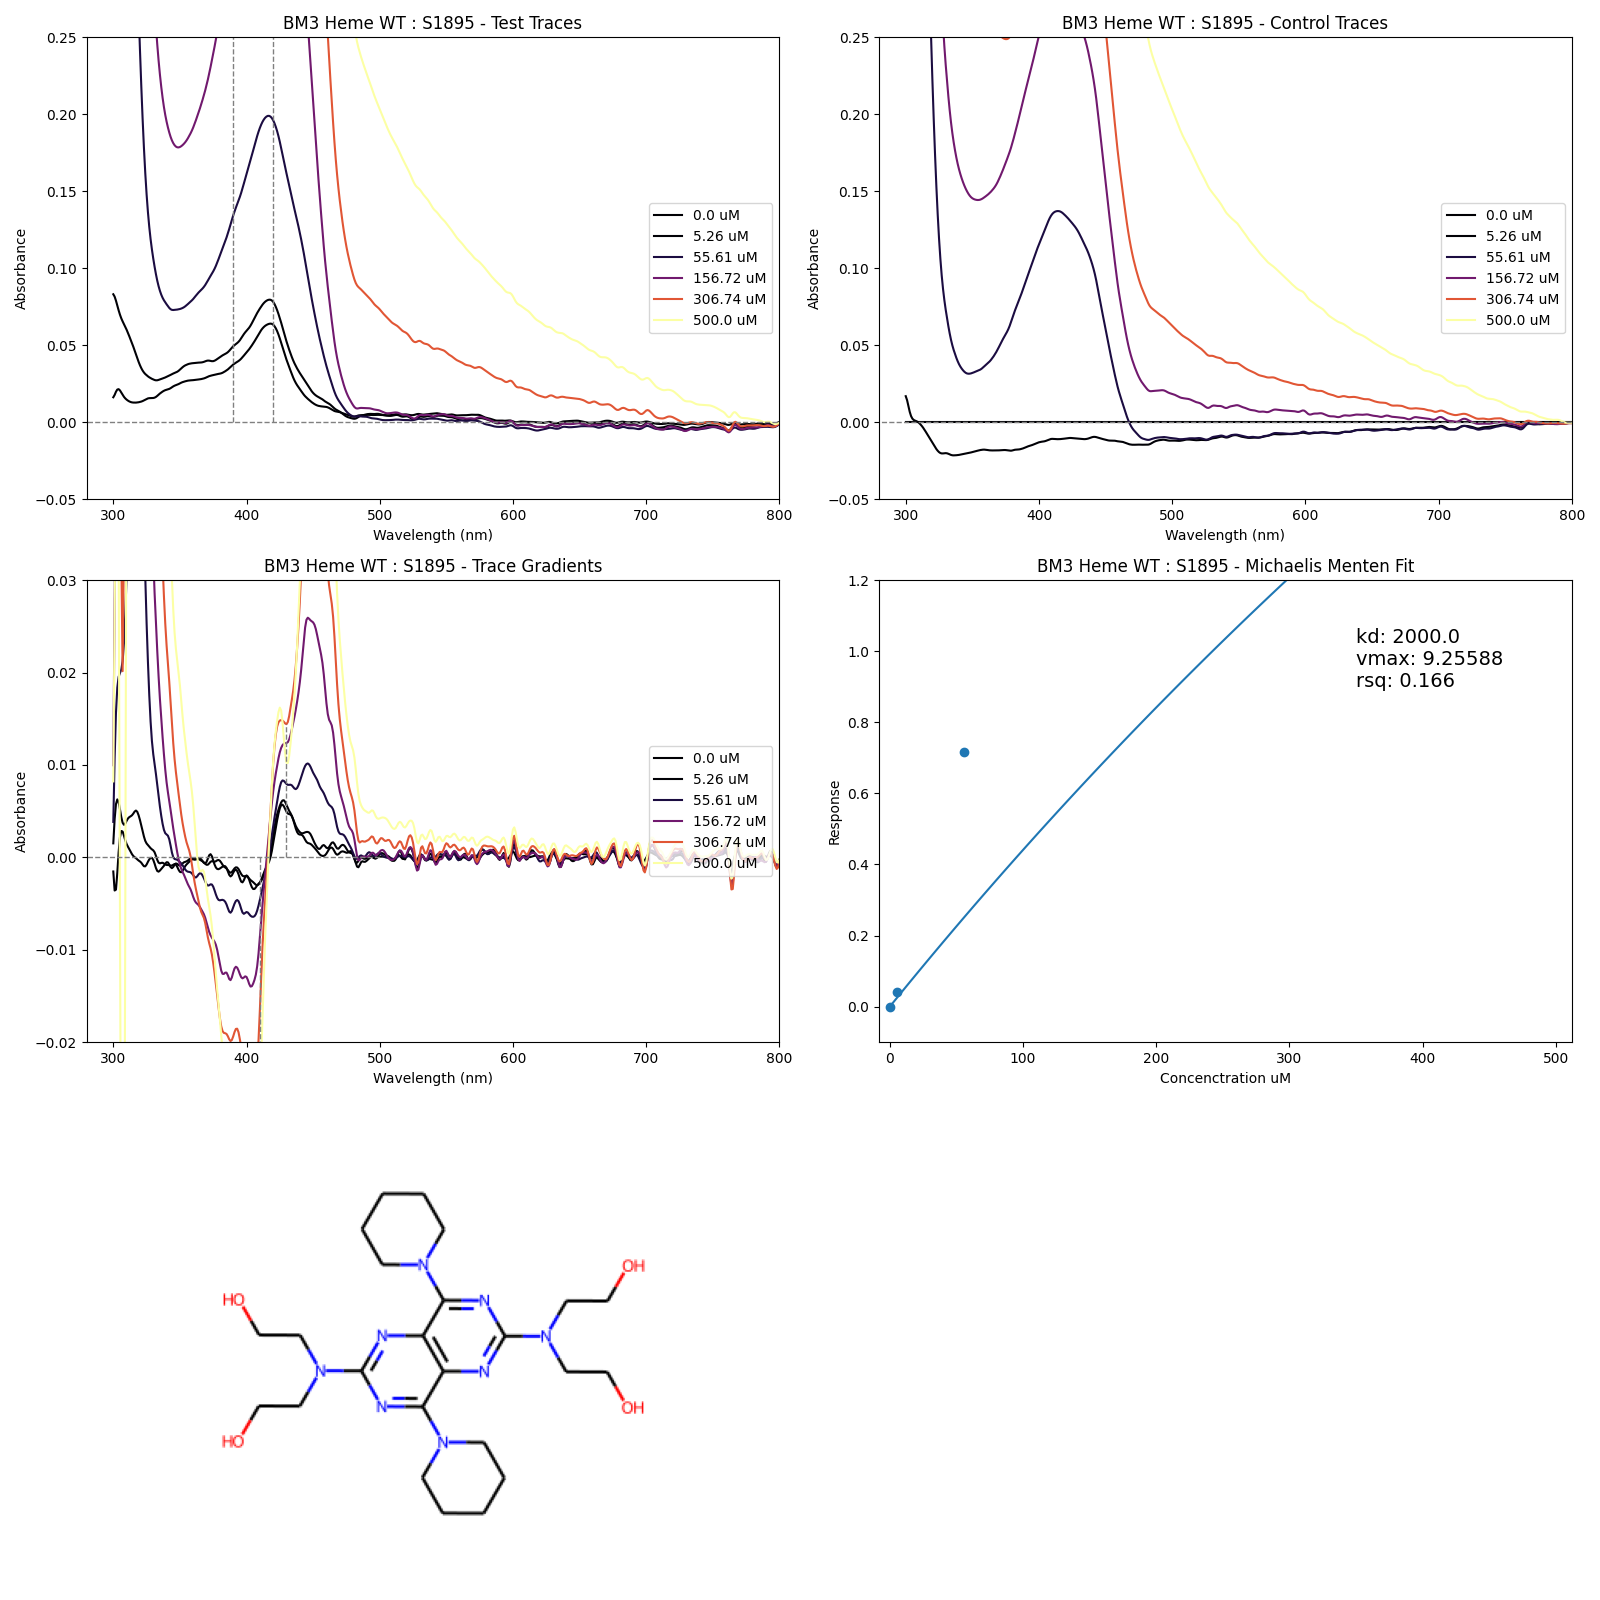 BM3 Heme WT : S1895 - Test Traces
0.25
0.20
0.15
0.10
0.05
0.00
−0.05
Absorbance
300 400 500 600 700 800
Wavelength (nm)
0.0 uM
5.26 uM
55.61 uM
156.72 uM
306.74 uM
500.0 uM
BM3 Heme WT : S1895 - Control Traces
0.25
0.20
0.15
0.10
0.05
0.00
−0.05
Absorbance
300 400 500 600 700 800
Wavelength (nm)
0.0 uM
5.26 uM
55.61 uM
156.72 uM
306.74 uM
500.0 uM
BM3 Heme WT : S1895 - Trace Gradients
0.03
0.02
0.01
0.00
−0.01
−0.02
Absorbance
300 400 500 600 700 800
Wavelength (nm)
0.0 uM
5.26 uM
55.61 uM
156.72 uM
306.74 uM
500.0 uM
BM3 Heme WT : S1895 - Michaelis Menten Fit
1.2
1.0
0.8
0.6
0.4
0.2
0.0
Response
0 100 200 300 400 500
Concenctration uM
kd: 2000.0
vmax: 9.25588
rsq: 0.166
N
OH
HO
N
N
N
N
N
N
N
HO
OH
N